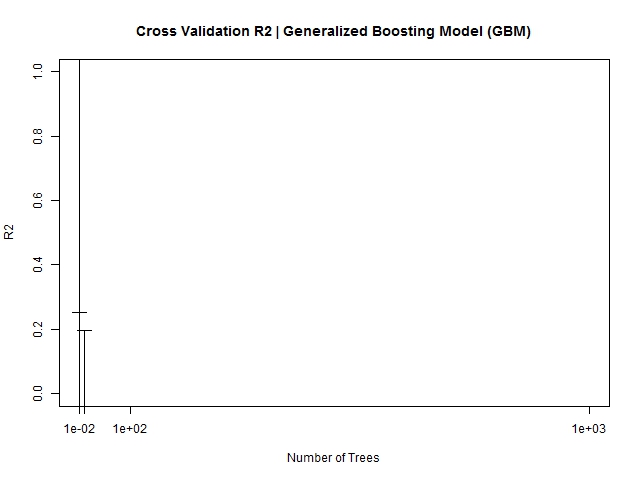 Cross Validation R2 | Generalized Boosting Model (GBM)
1.0
0.8
0.6
0.4
0.2
0.0
R2
1e-02 1e+02 1e+03
Number of Trees